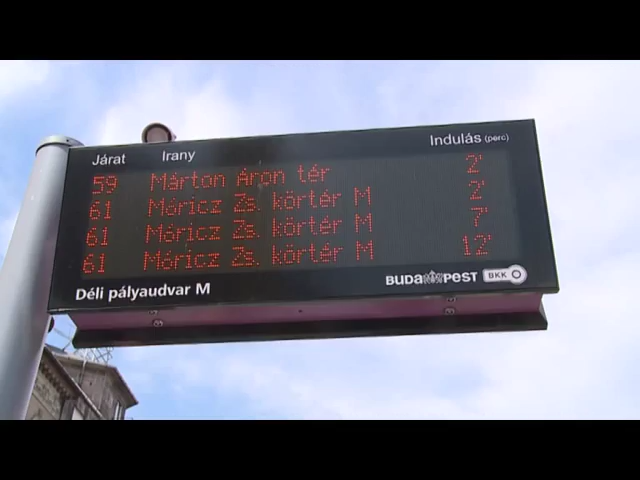 Járat Irany Indulás (perc)
59 Márton Áron tér 2'
61 Móricz Zs. körtér M 2'
61 Móricz Zs. körtér M 7'
61 Móricz Zs. körtér M 12'
Déli pályaudvar M BUDAPEST BKK